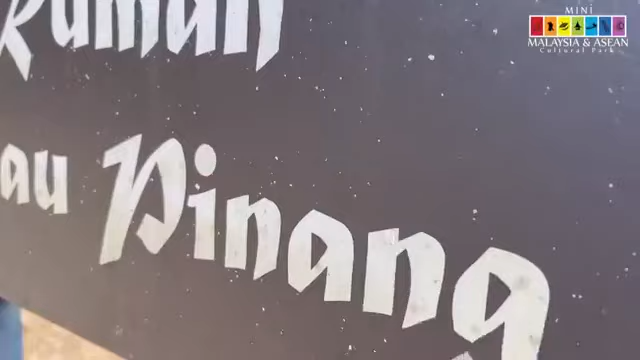 MINI
MALAYSIA & ASEAN
Cultural Park
Rumah
au Pinang